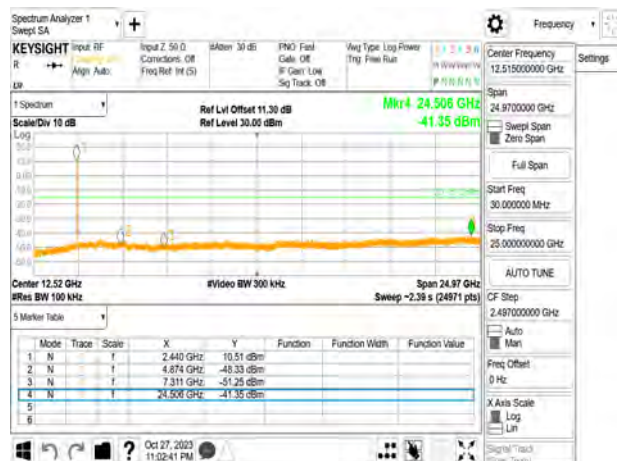 Spectrum Analyzer 1
Swept SA
+
Frequency
Settings
KEYSIGHT
Input: RF
Input Z: 50 Ω
#Atten: 30 dB
PNO: Fast
Avg Type: Log-Power
R
Corrections: Off
Gate: Off
Trig: Free Run
Align: Auto
Freq Ref: Int (S)
IF Gain: Low
Sig Track: Off
1 Spectrum
Scale/Div 10 dB
Log
Ref Lvl Offset 11.30 dB
Ref Level 30.00 dBm
Mkr4 24.506 GHz
-41.35 dBm
Center 12.52 GHz
#Video BW 300 kHz
Span 24.97 GHz
#Res BW 100 kHz
Sweep ~2.39 s (24971 pts)
5 Marker Table
Mode Trace Scale X Y Function Function Width Function Value
1 N f 2.440 GHz 10.51 dBm
2 N f 4.874 GHz -48.33 dBm
3 N f 7.311 GHz -51.25 dBm
4 N f 24.506 GHz -41.35 dBm
5
6
Oct 27, 2023
11:02:41 PM
Center Frequency
12.515000000 GHz
Span
24.9700000 GHz
Swept Span
Zero Span
Full Span
Start Freq
30.000000 MHz
Stop Freq
25.000000000 GHz
AUTO TUNE
CF Step
2.497000000 GHz
Auto
Man
Freq Offset
0 Hz
X Axis Scale
Log
Lin
Signal Track